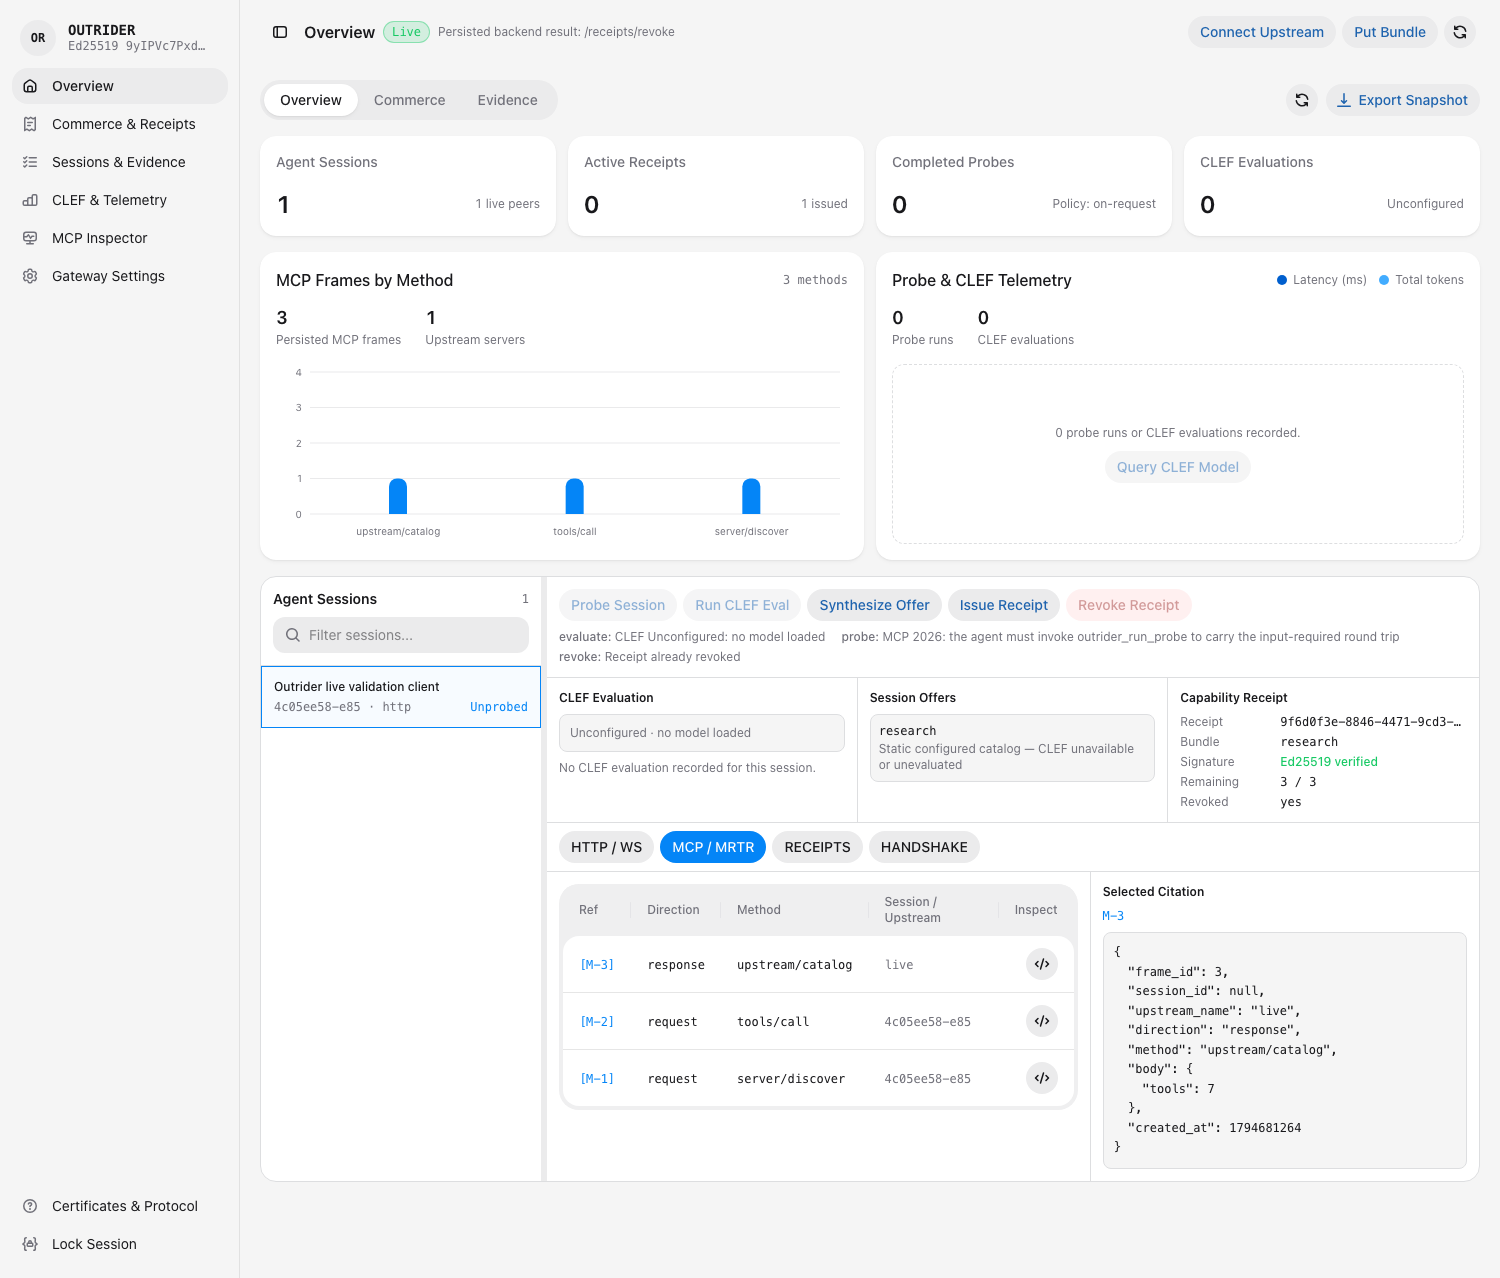 OR
OUTRIDER
Ed25519 9yIPVc7Pxd…
Overview
Commerce & Receipts
Sessions & Evidence
CLEF & Telemetry
MCP Inspector
Gateway Settings
Certificates & Protocol
Lock Session
Overview Live Persisted backend result: /receipts/revoke
Connect Upstream Put Bundle
Overview Commerce Evidence
Export Snapshot
Agent Sessions
1 1 live peers
Active Receipts
0 1 issued
Completed Probes
0 Policy: on-request
CLEF Evaluations
0 Unconfigured
MCP Frames by Method 3 methods
3 1
Persisted MCP frames Upstream servers
4
3
2
1
0
upstream/catalog tools/call server/discover
Probe & CLEF Telemetry Latency (ms) Total tokens
0 0
Probe runs CLEF evaluations
0 probe runs or CLEF evaluations recorded.
Query CLEF Model
Agent Sessions 1
Filter sessions...
Outrider live validation client
4c05ee58-e85 · http Unprobed
Probe Session Run CLEF Eval Synthesize Offer Issue Receipt Revoke Receipt
evaluate: CLEF Unconfigured: no model loaded probe: MCP 2026: the agent must invoke outrider_run_probe to carry the input-required round trip
revoke: Receipt already revoked
CLEF Evaluation
Unconfigured · no model loaded
No CLEF evaluation recorded for this session.
Session Offers
research
Static configured catalog — CLEF unavailable
or unevaluated
Capability Receipt
Receipt 9f6d0f3e-8846-4471-9cd3-…
Bundle research
Signature Ed25519 verified
Remaining 3 / 3
Revoked yes
HTTP / WS MCP / MRTR RECEIPTS HANDSHAKE
Ref Direction Method Session / Upstream Inspect
[M-3] response upstream/catalog live
[M-2] request tools/call 4c05ee58-e85
[M-1] request server/discover 4c05ee58-e85
Selected Citation
M-3
{
"frame_id": 3,
"session_id": null,
"upstream_name": "live",
"direction": "response",
"method": "upstream/catalog",
"body": {
"tools": 7
},
"created_at": 1794681264
}